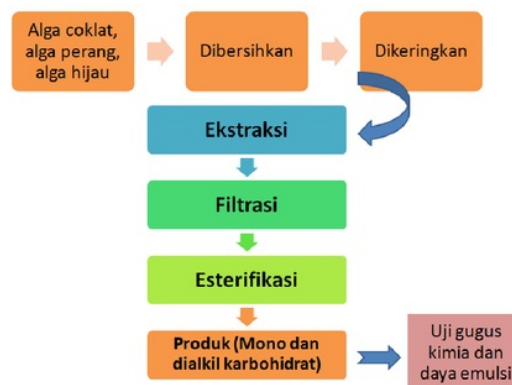 Alga coklat,
alga perang,
alga hijau
Dibersihkan
Dikeringkan
Ekstraksi
Filtrasi
Esterifikasi
Produk (Mono dan
dialkil karbohidrat)
Uji gugus
kimia dan
daya emulsi